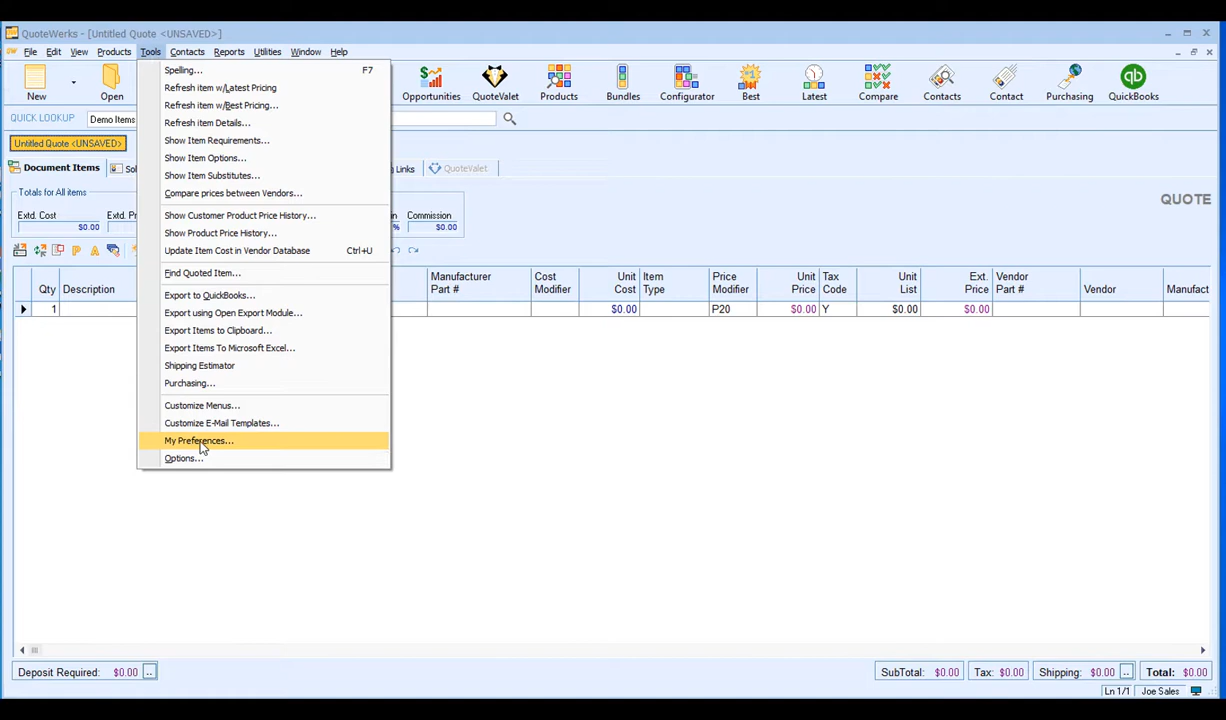 QuoteWerks - [Untitled Quote <UNSAVED>]
File Edit View Products Tools Contacts Reports Utilities Window Help
New Open Opportunities QuoteValet Products Bundles Configurator Best Latest Compare Contacts Contact Purchasing QuickBooks
QUICK LOOKUP Demo Items
Untitled Quote <UNSAVED>
Document Items Links QuoteValet
Totals for All items
Extd. Cost Commission
$0.00 % $0.00
QUOTE
Spelling... F7
Refresh item w/Latest Pricing
Refresh item w/Best Pricing...
Refresh item Details...
Show Item Requirements...
Show Item Options...
Show Item Substitutes...
Compare prices between Vendors...
Show Customer Product Price History...
Show Product Price History...
Update Item Cost in Vendor Database Ctrl+U
Find Quoted Item...
Export to QuickBooks...
Export using Open Export Module...
Export Items to Clipboard...
Export Items To Microsoft Excel...
Shipping Estimator
Purchasing...
Customize Menus...
Customize E-Mail Templates...
My Preferences...
Options...
Qty Description Manufacturer Part # Cost Modifier Unit Cost Item Type Price Modifier Unit Price Tax Code Unit List Ext. Price Vendor Part # Vendor Manufact
1 $0.00 P20 $0.00 Y $0.00 $0.00
Deposit Required: $0.00 .. SubTotal: $0.00 Tax: $0.00 Shipping: $0.00 .. Total: $0.00
Ln 1/1 Joe Sales